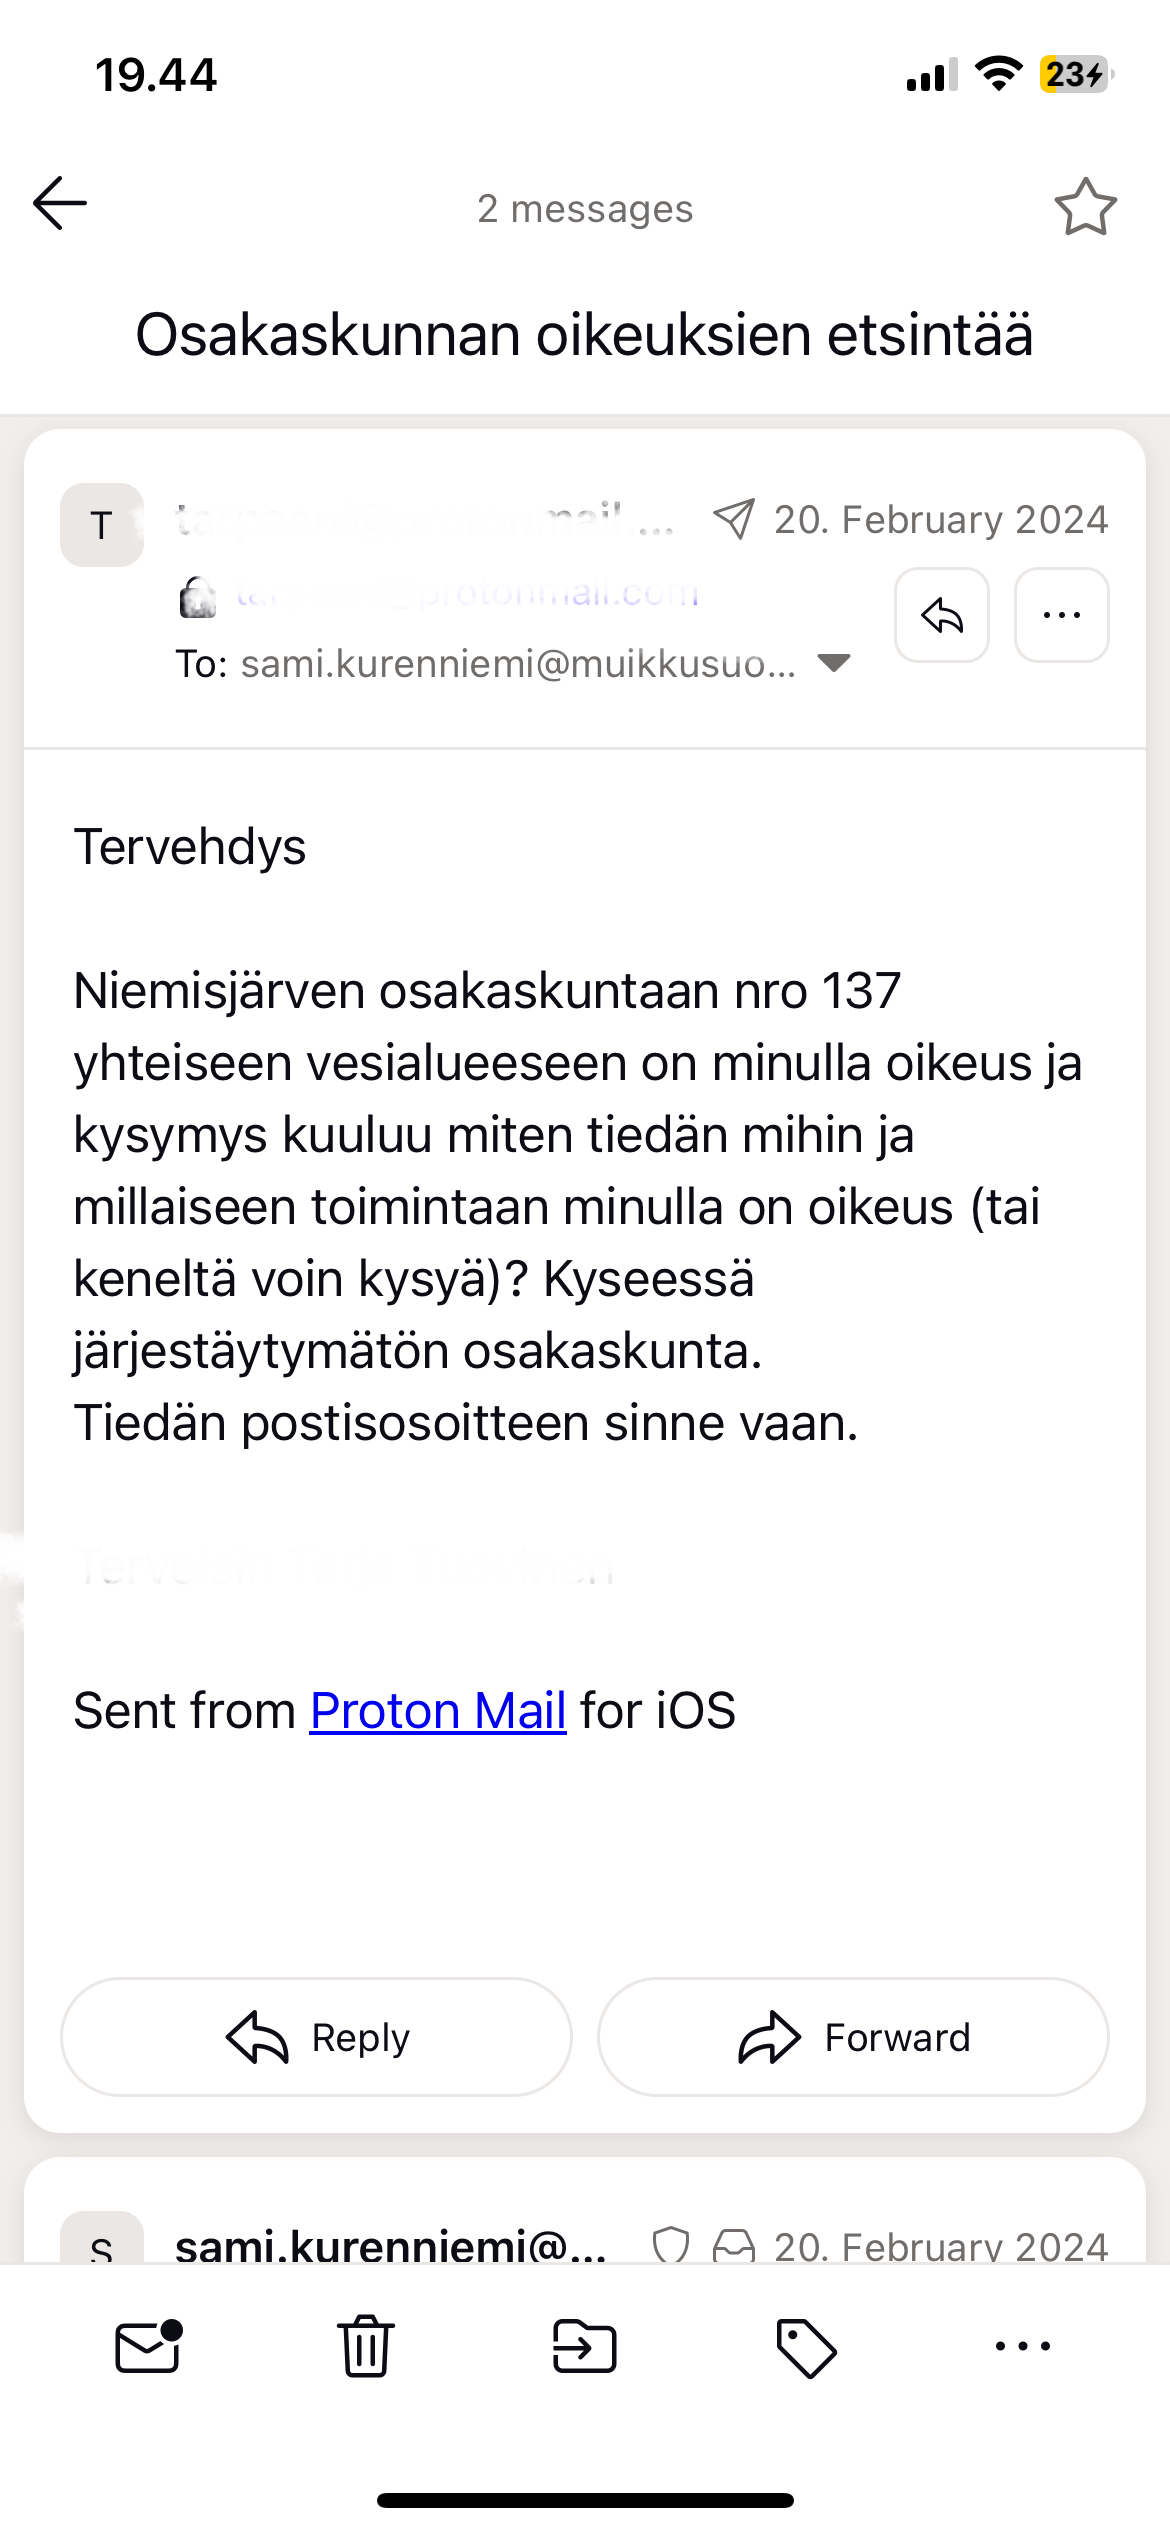 19.44
23
2 messages
Osakaskunnan oikeuksien etsintää
T
20. February 2024
@protonmail.com
To: sami.kurenniemi@muikkusuo...
Tervehdys
Niemisjärven osakaskuntaan nro 137
yhteiseen vesialueeseen on minulla oikeus ja
kysymys kuuluu miten tiedän mihin ja
millaiseen toimintaan minulla on oikeus (tai
keneltä voin kysyä)? Kyseessä
järjestäytymätön osakaskunta.
Tiedän postisosoitteen sinne vaan.
Sent from Proton Mail for iOS
Reply
Forward
S
sami.kurenniemi@...
20. February 2024